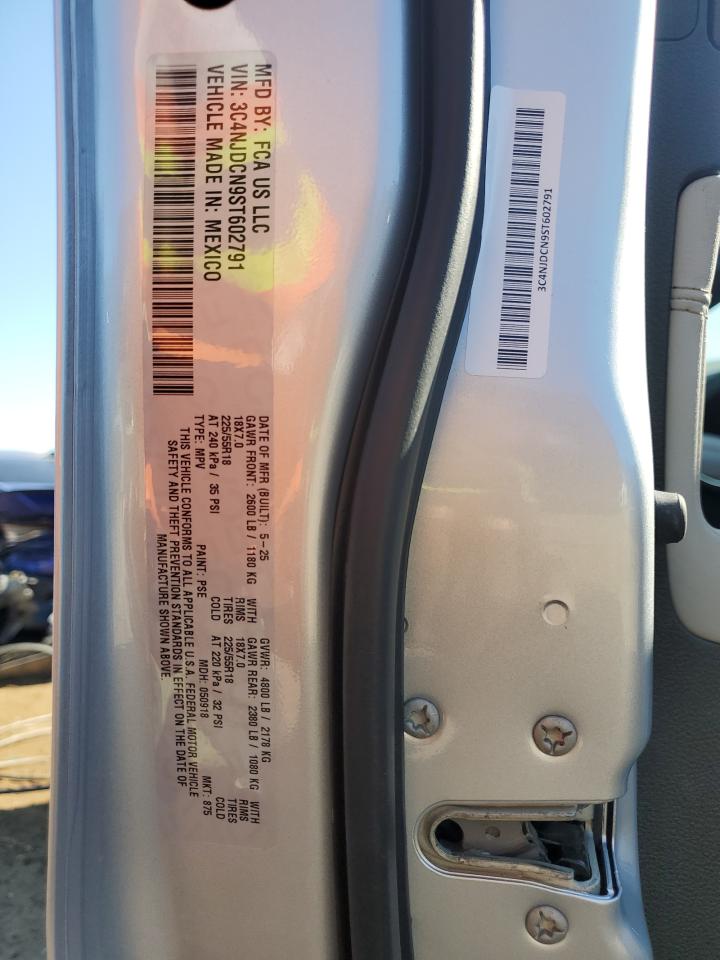 MFD BY: FCA US LLC
VIN: 3C4NJDCN9ST602791
VEHICLE MADE IN: MEXICO
DATE OF MFR (BUILT): 5-25 GVWR: 4800 LB / 2178 KG
GAWR FRONT: 2600 LB / 1180 KG WITH GAWR REAR: 2380 LB / 1080 KG WITH
18X7.0 RIMS 18X7.0 RIMS
225/55R18 TIRES 225/55R18 TIRES
AT 240 kPa / 35 PSI COLD AT 220 kPa / 32 PSI COLD
TYPE: MPV PAINT: PSE MDH: 050918 MKT: 875
THIS VEHICLE CONFORMS TO ALL APPLICABLE U.S.A. FEDERAL MOTOR VEHICLE
SAFETY AND THEFT PREVENTION STANDARDS IN EFFECT ON THE DATE OF
MANUFACTURE SHOWN ABOVE.
3C4NJDCN9ST602791